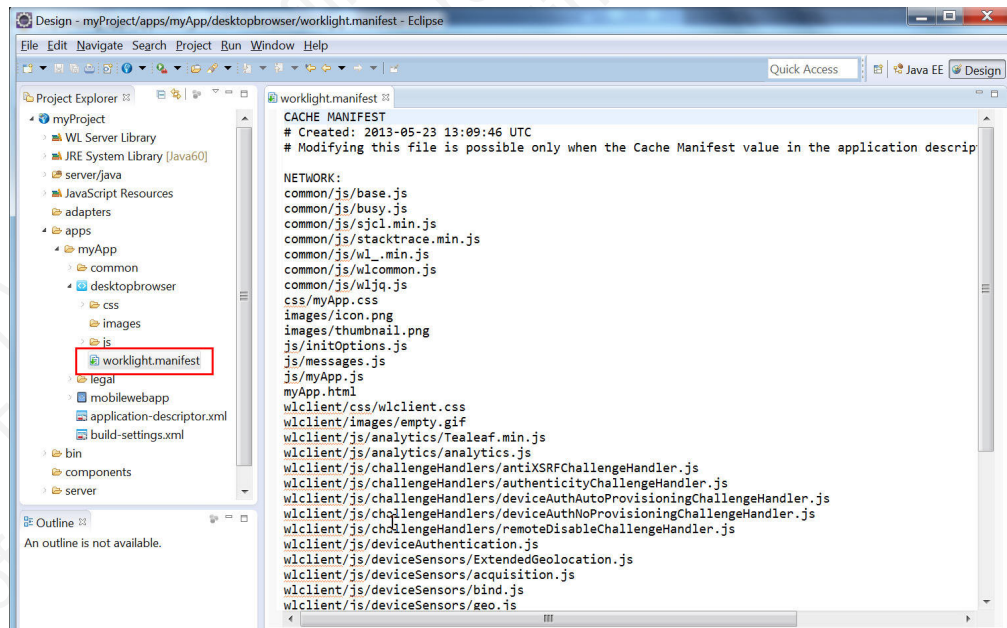 Design - myProject/apps/myApp/desktopbrowser/worklight.manifest - Eclipse
File Edit Navigate Search Project Run Window Help
Quick Access
Java EE
Design
Project Explorer
myProject
WL Server Library
JRE System Library [Java60]
server/java
JavaScript Resources
adapters
apps
myApp
common
desktopbrowser
css
images
js
worklight.manifest
legal
mobilewebapp
application-descriptor.xml
build-settings.xml
bin
components
server
Outline
An outline is not available.
worklight.manifest
CACHE MANIFEST
# Created: 2013-05-23 13:09:46 UTC
# Modifying this file is possible only when the Cache Manifest value in the application descrip
NETWORK:
common/js/base.js
common/js/busy.js
common/js/sjcl.min.js
common/js/stacktrace.min.js
common/js/wl_.min.js
common/js/wlcommon.js
common/js/wljq.js
css/myApp.css
images/icon.png
images/thumbnail.png
js/initOptions.js
js/messages.js
js/myApp.js
myApp.html
wlclient/css/wlclient.css
wlclient/images/empty.gif
wlclient/js/analytics/Tealeaf.min.js
wlclient/js/analytics/analytics.js
wlclient/js/challengeHandlers/antiXSRFChallengeHandler.js
wlclient/js/challengeHandlers/authenticityChallengeHandler.js
wlclient/js/challengeHandlers/deviceAuthAutoProvisioningChallengeHandler.js
wlclient/js/challengeHandlers/deviceAuthNoProvisioningChallengeHandler.js
wlclient/js/challengeHandlers/remoteDisableChallengeHandler.js
wlclient/js/deviceAuthentication.js
wlclient/js/deviceSensors/ExtendedGeolocation.js
wlclient/js/deviceSensors/acquisition.js
wlclient/js/deviceSensors/bind.js
wlclient/js/deviceSensors/geo.js